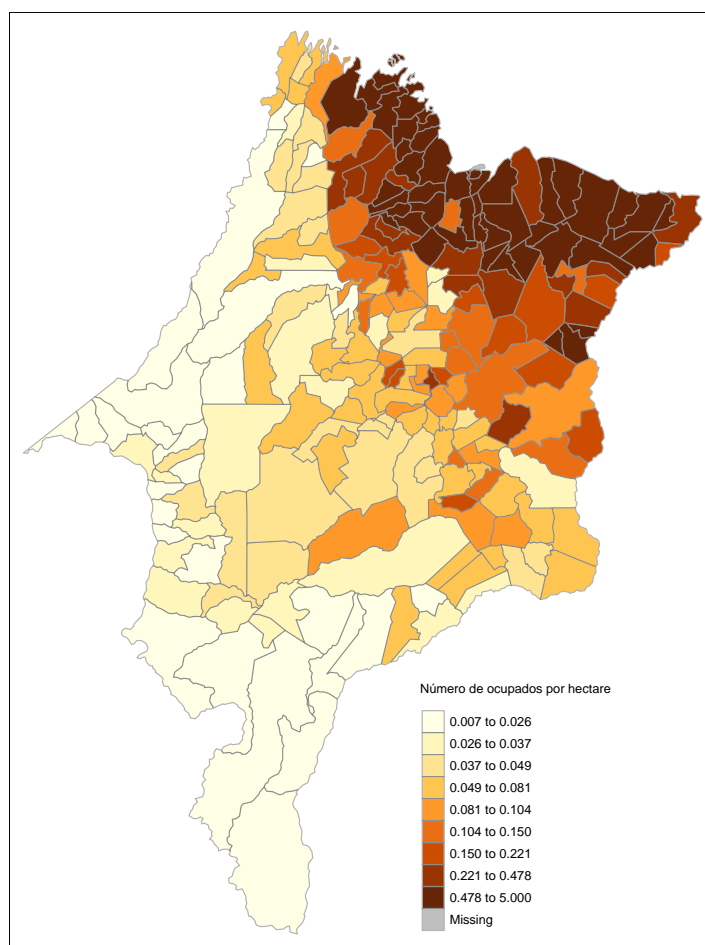 Número de ocupados por hectare
0.007 to 0.026
0.026 to 0.037
0.037 to 0.049
0.049 to 0.081
0.081 to 0.104
0.104 to 0.150
0.150 to 0.221
0.221 to 0.478
0.478 to 5.000
Missing